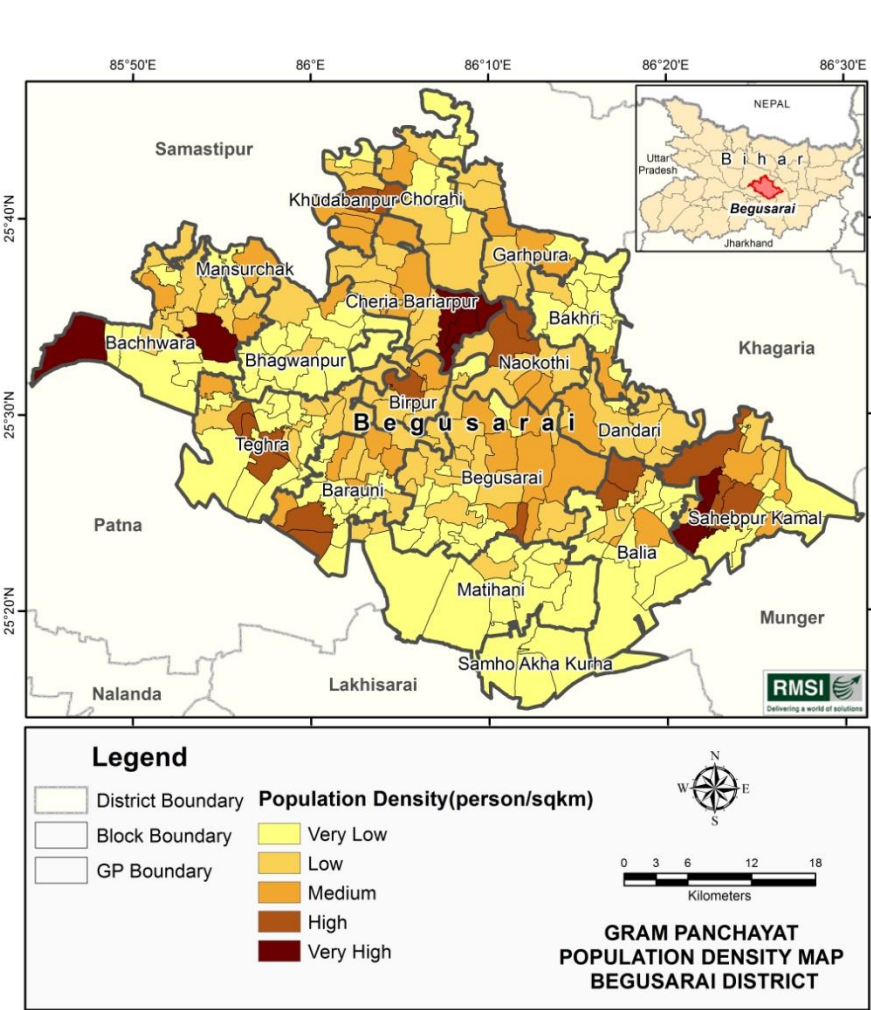 85°50'E 86°0'E 86°10'E 86°20'E 86°30'E
25°40'N
25°30'N
25°20'N
NEPAL
Uttar
Pradesh
Bihar
Begusarai
Jharkhand
Samastipur
Khudabanpur Chorahi
Mansurchak
Garhpura
Cheria Bariarpur
Bakhri
Bachhwara
Bhagwanpur
Naokothi
Khagaria
Birpur
Begusarai
Dandari
Teghra
Barauni
Begusarai
Sahebpur Kamal
Patna
Balia
Matihani
Munger
Samho Akha Kurha
Nalanda
Lakhisarai
RMSI
Delivering a world of solutions
Legend
District Boundary
Block Boundary
GP Boundary
Population Density(person/sqkm)
Very Low
Low
Medium
High
Very High
N
W E
S
0 3 6 12 18
Kilometers
GRAM PANCHAYAT
POPULATION DENSITY MAP
BEGUSARAI DISTRICT